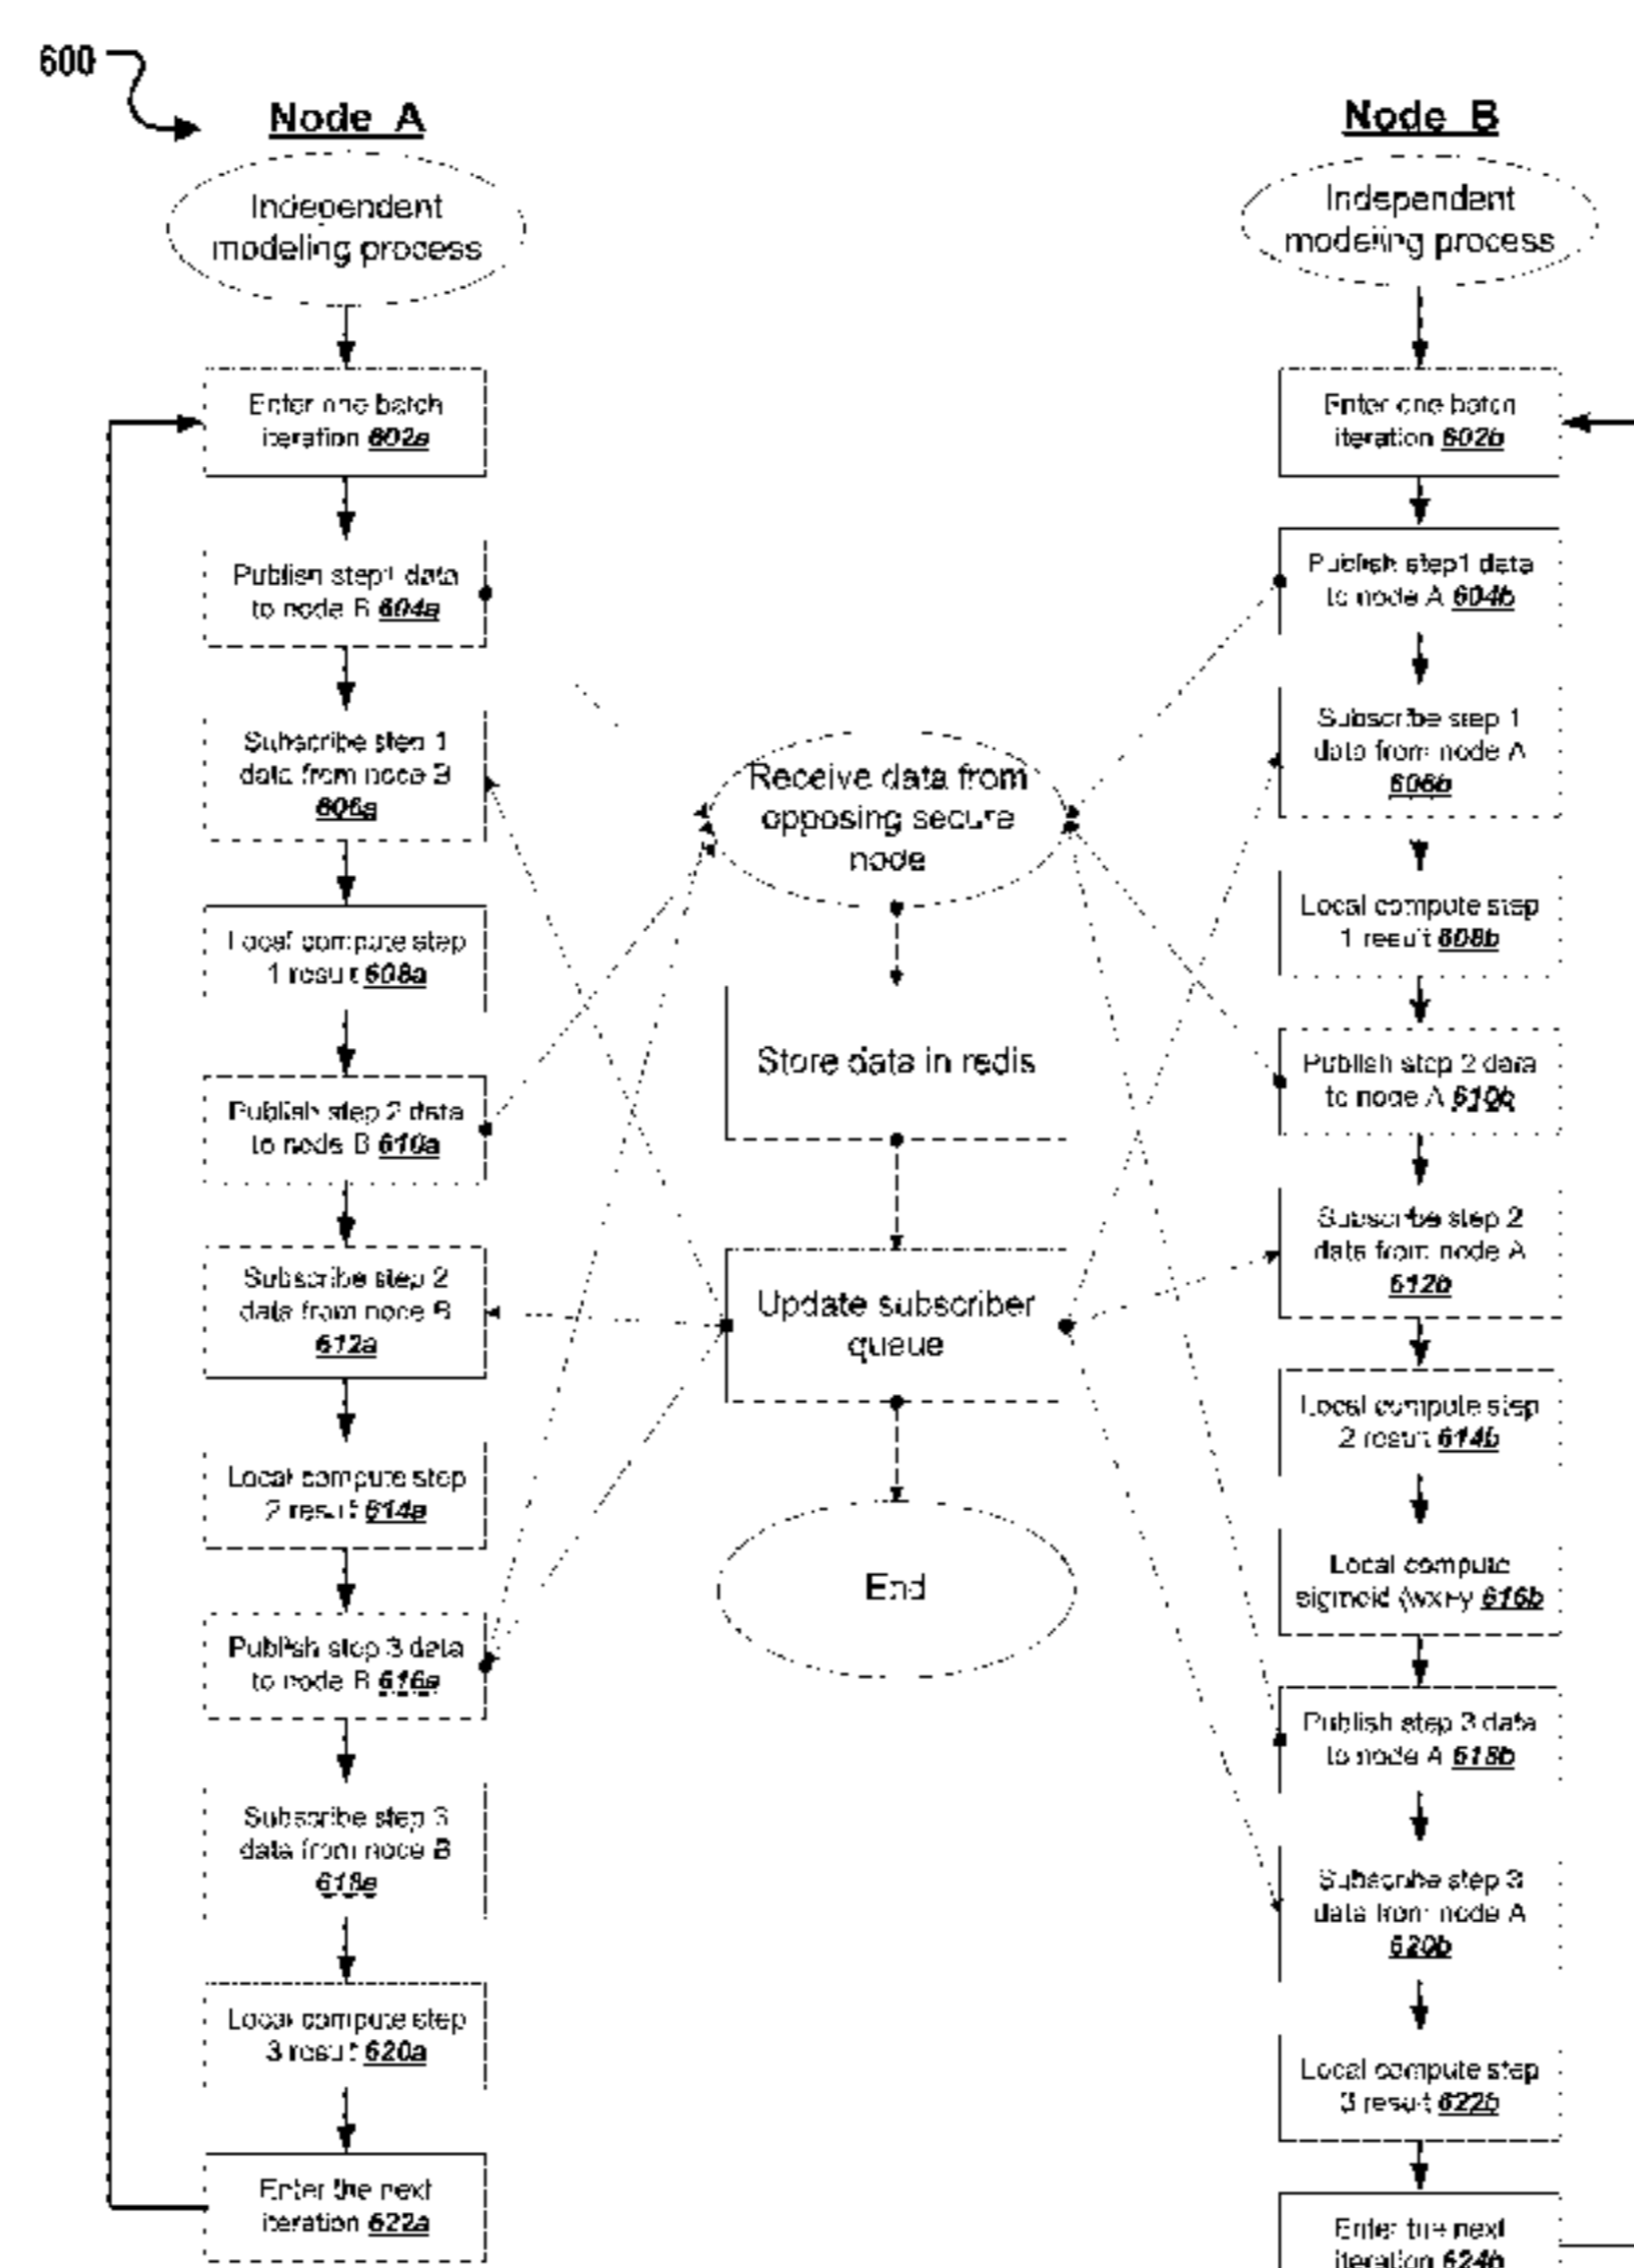 600
Node A
Independent
modeling process
Enter one batch
iteration 602a
Publish step1 data
to node B 604a
Subscribe step 1
data from node B
606a
Local compute step
1 result 608a
Publish step 2 data
to node B 610a
Subscribe step 2
data from node B
612a
Local compute step
2 result 614a
Publish step 3 data
to node B 616a
Subscribe step 3
data from node B
618a
Local compute step
3 result 620a
Enter the next
iteration 622a
Receive data from
opposing secure
node
Store data in redis
Update subscriber
queue
End
Node B
Independent
modeling process
Enter one batch
iteration 602b
Publish step1 data
to node A 604b
Subscribe step 1
data from node A
606b
Local compute step
1 result 608b
Publish step 2 data
to node A 610b
Subscribe step 2
data from node A
612b
Local compute step
2 result 614b
Local compute
sigmoid 616b
Publish step 3 data
to node A 618b
Subscribe step 3
data from node A
620b
Local compute step
3 result 622b
Enter the next
iteration 624b